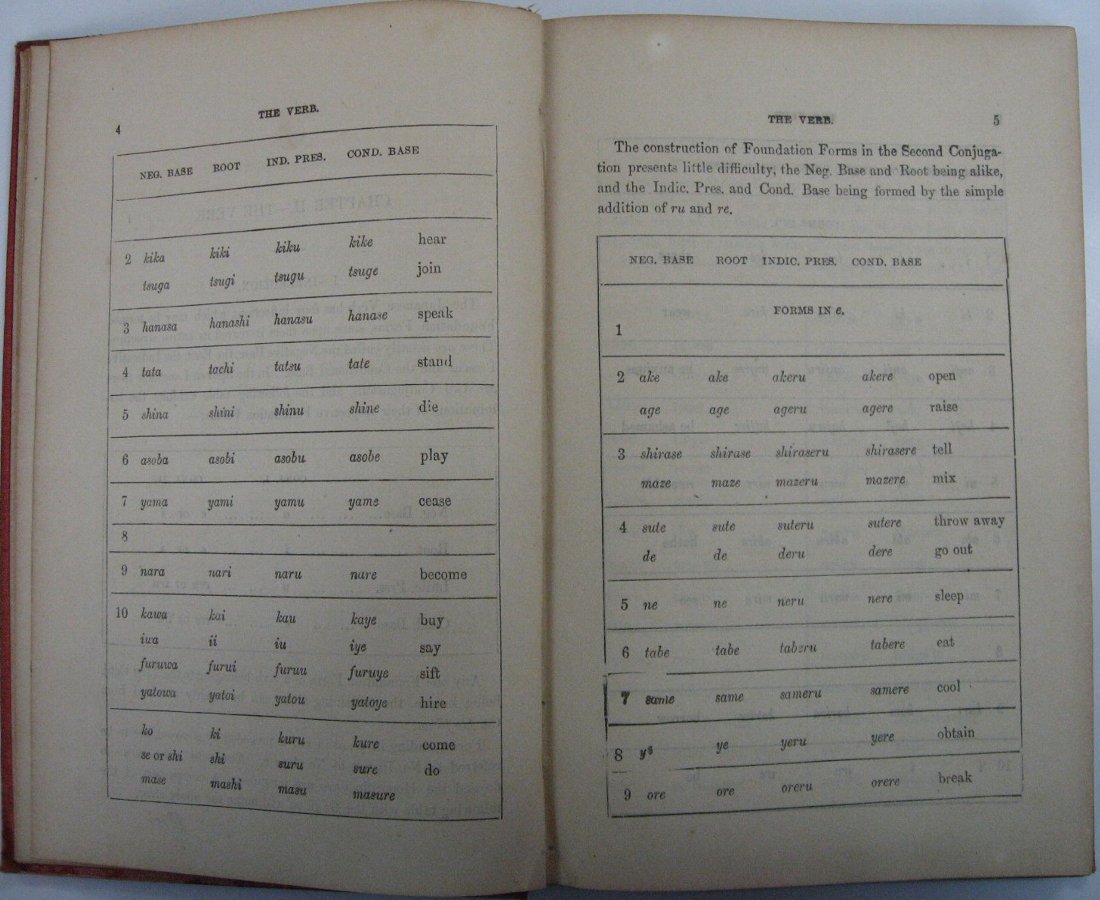 4
THE VERB.
NEG. BASE ROOT IND. PRES. COND. BASE
1
2 kika kiki kiku kike hear
tsuga tsugi tsugu tsuge join
3 hanasa hanashi hanasu hanase speak
4 tata tachi tatsu tate stand
5 shina shini shinu shine die
6 asoba asobi asobu asobe play
7 yama yami yamu yame cease
8
9 nara nari naru nare become
10 kawa kai kau kaye buy
iwa ii iu iye say
furuwa furui furuu furuye sift
yatowa yatoi yatou yatoye hire
ko ki kuru kure come
se or shi shi suru sure do
mase mashi masu masure
THE VERB.
5
The construction of Foundation Forms in the Second Conjuga-
tion presents little difficulty, the Neg. Base and Root being alike,
and the Indic. Pres. and Cond. Base being formed by the simple
addition of ru and re.
NEG. BASE ROOT INDIC. PRES. COND. BASE
FORMS IN e.
1
2 ake ake akeru akere open
age age ageru agere raise
3 shirase shirase shiraseru shirasere tell
maze maze mazeru mazere mix
4 sute sute suteru sutere throw away
de de deru dere go out
5 ne ne neru nere sleep
6 tabe tabe taberu tabere eat
7 same same sameru samere cool
8 ye ye yeru yere obtain
9 ore ore oreru orere break